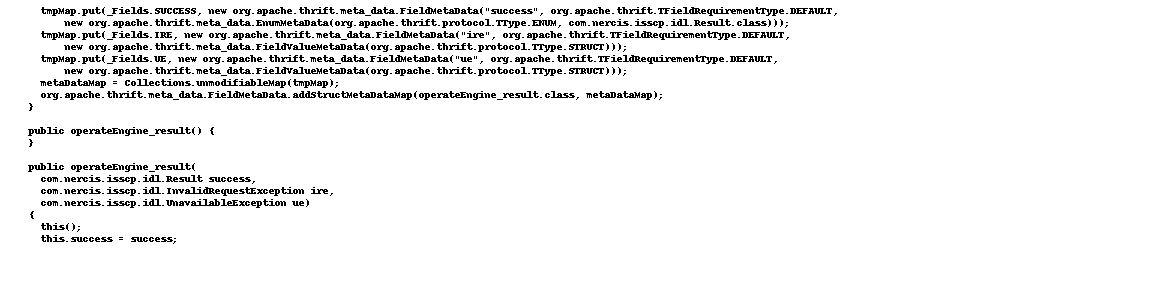 tmpMap.put(_Fields.SUCCESS, new org.apache.thrift.meta_data.FieldMetaData("success", org.apache.thrift.TFieldRequirementType.DEFAULT,
new org.apache.thrift.meta_data.EnumMetaData(org.apache.thrift.protocol.TType.ENUM, com.nercis.isscp.idl.Result.class)));
tmpMap.put(_Fields.IRE, new org.apache.thrift.meta_data.FieldMetaData("ire", org.apache.thrift.TFieldRequirementType.DEFAULT,
new org.apache.thrift.meta_data.FieldValueMetaData(org.apache.thrift.protocol.TType.STRUCT)));
tmpMap.put(_Fields.UE, new org.apache.thrift.meta_data.FieldMetaData("ue", org.apache.thrift.TFieldRequirementType.DEFAULT,
new org.apache.thrift.meta_data.FieldValueMetaData(org.apache.thrift.protocol.TType.STRUCT)));
metaDataMap = Collections.unmodifiableMap(tmpMap);
org.apache.thrift.meta_data.FieldMetaData.addStructMetaDataMap(operateEngine_result.class, metaDataMap);
}
public operateEngine_result() {
}
public operateEngine_result(
com.nercis.isscp.idl.Result success,
com.nercis.isscp.idl.InvalidRequestException ire,
com.nercis.isscp.idl.UnavailableException ue)
{
this();
this.success = success;